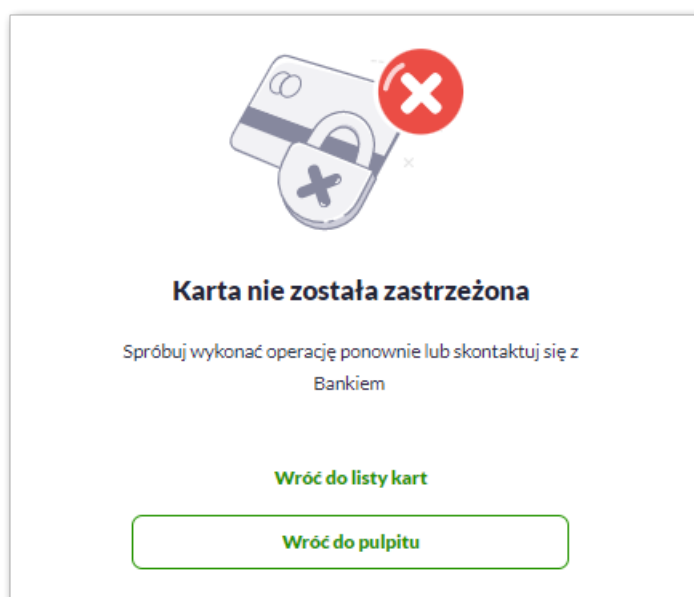 Karta nie została zastrzeżona
Spróbuj wykonać operację ponownie lub skontaktuj się z
Bankiem
Wróć do listy kart
Wróć do pulpitu